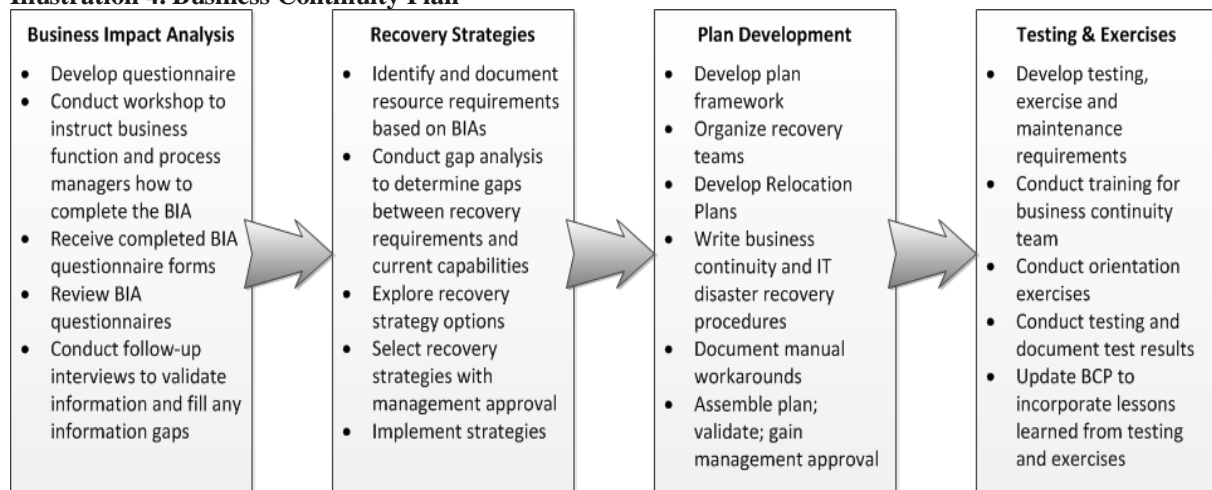 Illustration 4. Business Continuity Plan
Business Impact Analysis
• Develop questionnaire
• Conduct workshop to
instruct business
function and process
managers how to
complete the BIA
• Receive completed BIA
questionnaire forms
• Review BIA
questionnaires
• Conduct follow-up
interviews to validate
information and fill any
information gaps
Recovery Strategies
• Identify and document
resource requirements
based on BIAs
• Conduct gap analysis
to determine gaps
between recovery
requirements and
current capabilities
• Explore recovery
strategy options
• Select recovery
strategies with
management approval
• Implement strategies
Plan Development
• Develop plan
framework
• Organize recovery
teams
• Develop Relocation
Plans
• Write business
continuity and IT
disaster recovery
procedures
• Document manual
workarounds
• Assemble plan;
validate; gain
management approval
Testing & Exercises
• Develop testing,
exercise and
maintenance
requirements
• Conduct training for
business continuity
team
• Conduct orientation
exercises
• Conduct testing and
document test results
• Update BCP to
incorporate lessons
learned from testing
and exercises